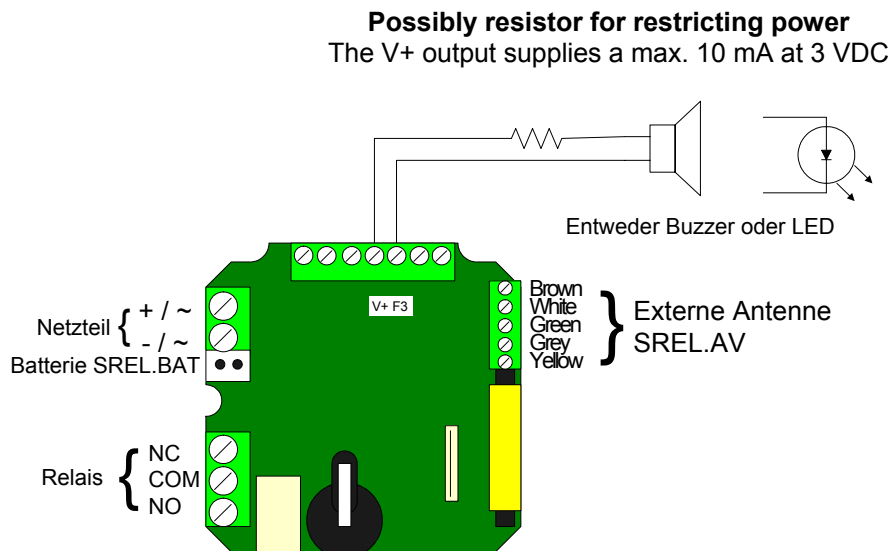 Possibly resistor for restricting power
The V+ output supplies a max. 10 mA at 3 VDC
Entweder Buzzer oder LED
V+ F3
Netzteil { + / ~
- / ~
Batterie SREL.BAT
Brown
White
Green
Grey
Yellow
} Externe Antenne
SREL.AV
Relais { NC
COM
NO